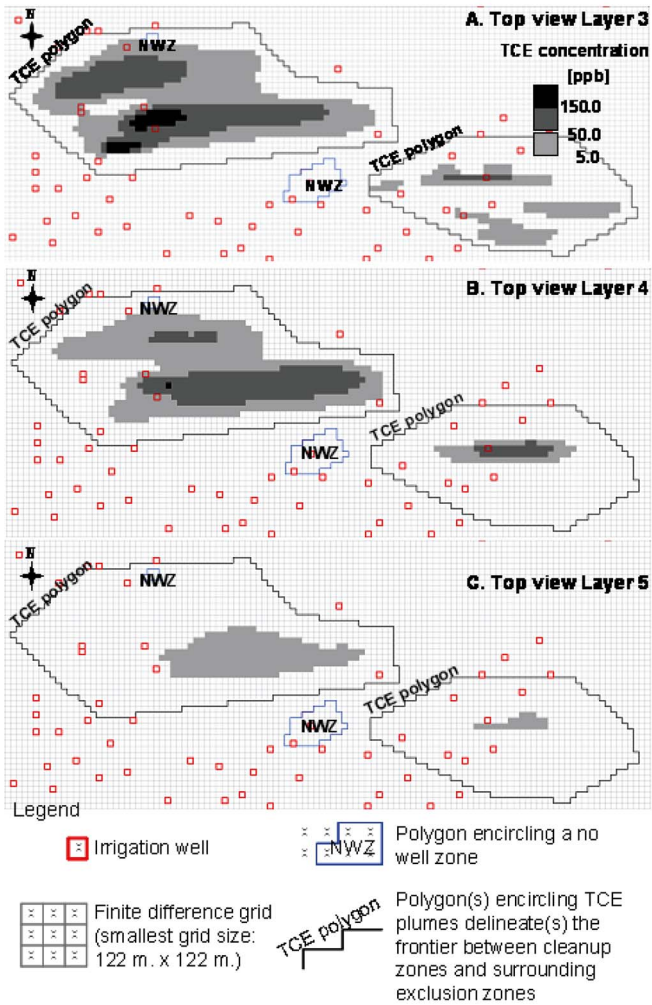 A. Top view Layer 3
N
TCE polygon
NWZ
TCE concentration
[ppb]
150.0
50.0
5.0
TCE polygon
NWZ
B. Top view Layer 4
N
TCE polygon
NWZ
TCE polygon
NWZ
C. Top view Layer 5
N
TCE polygon
NWZ
TCE polygon
NWZ
Legend
Irrigation well
NWZ
Polygon encircling a no
well zone
Finite difference grid
(smallest grid size:
122 m. x 122 m.)
TCE polygon
Polygon(s) encircling TCE
plumes delineate(s) the
frontier between cleanup
zones and surrounding
exclusion zones